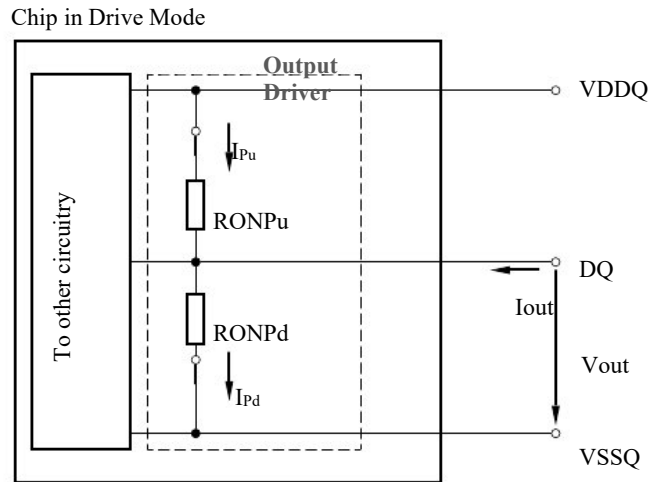 Chip in Drive Mode
Output
Driver
VDDQ
IPu
RONPu
To other circuitry
DQ
Iout
RONPd
Vout
IPd
VSSQ